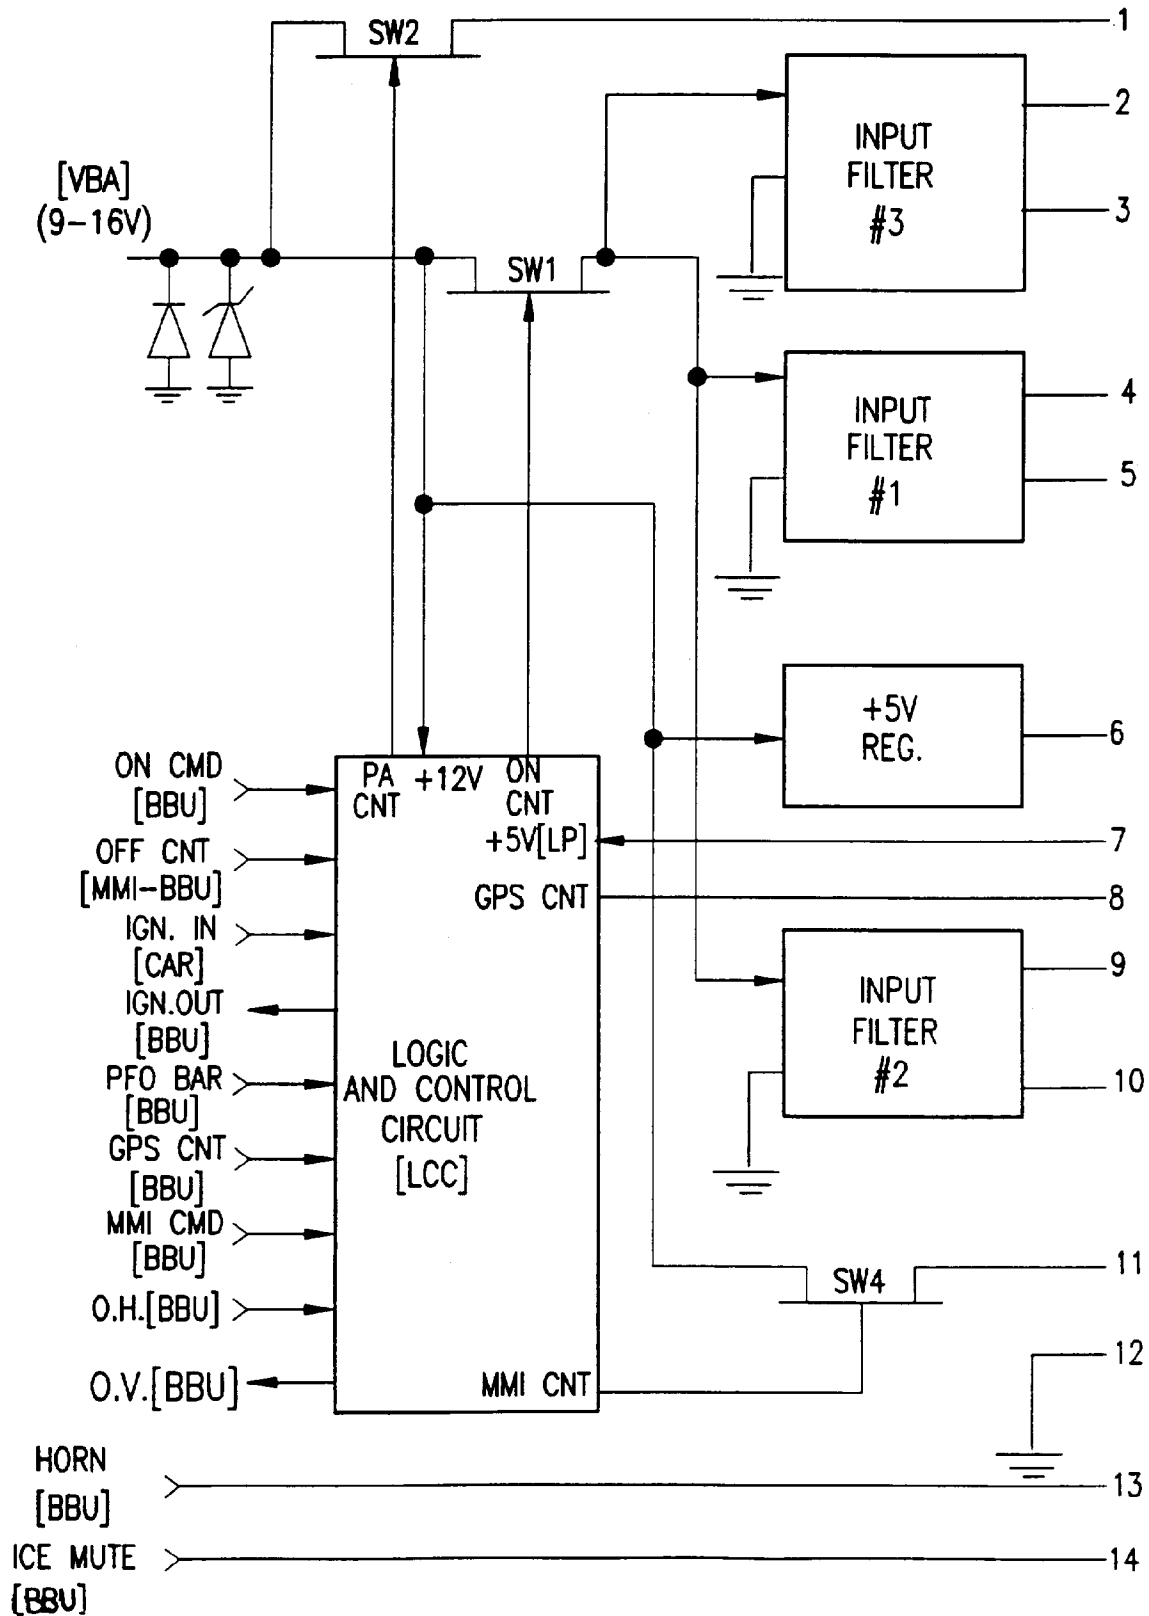 1
SW2
2
INPUT
FILTER
#3
[VBA]
(9-16V)
3
SW1
4
INPUT
FILTER
#1
5
+5V
REG.
6
ON CMD
[BBU]
PA
CNT
+12V
ON
CNT
+5V[LP]
7
OFF CNT
[MMI-BBU]
GPS CNT
8
IGN. IN
[CAR]
9
IGN.OUT
[BBU]
INPUT
FILTER
#2
PFO BAR
[BBU]
LOGIC
AND CONTROL
CIRCUIT
[LCC]
10
GPS CNT
[BBU]
MMI CMD
[BBU]
11
SW4
O.H.[BBU]
12
O.V.[BBU]
MMI CNT
HORN
[BBU]
13
ICE MUTE
[BBU]
14